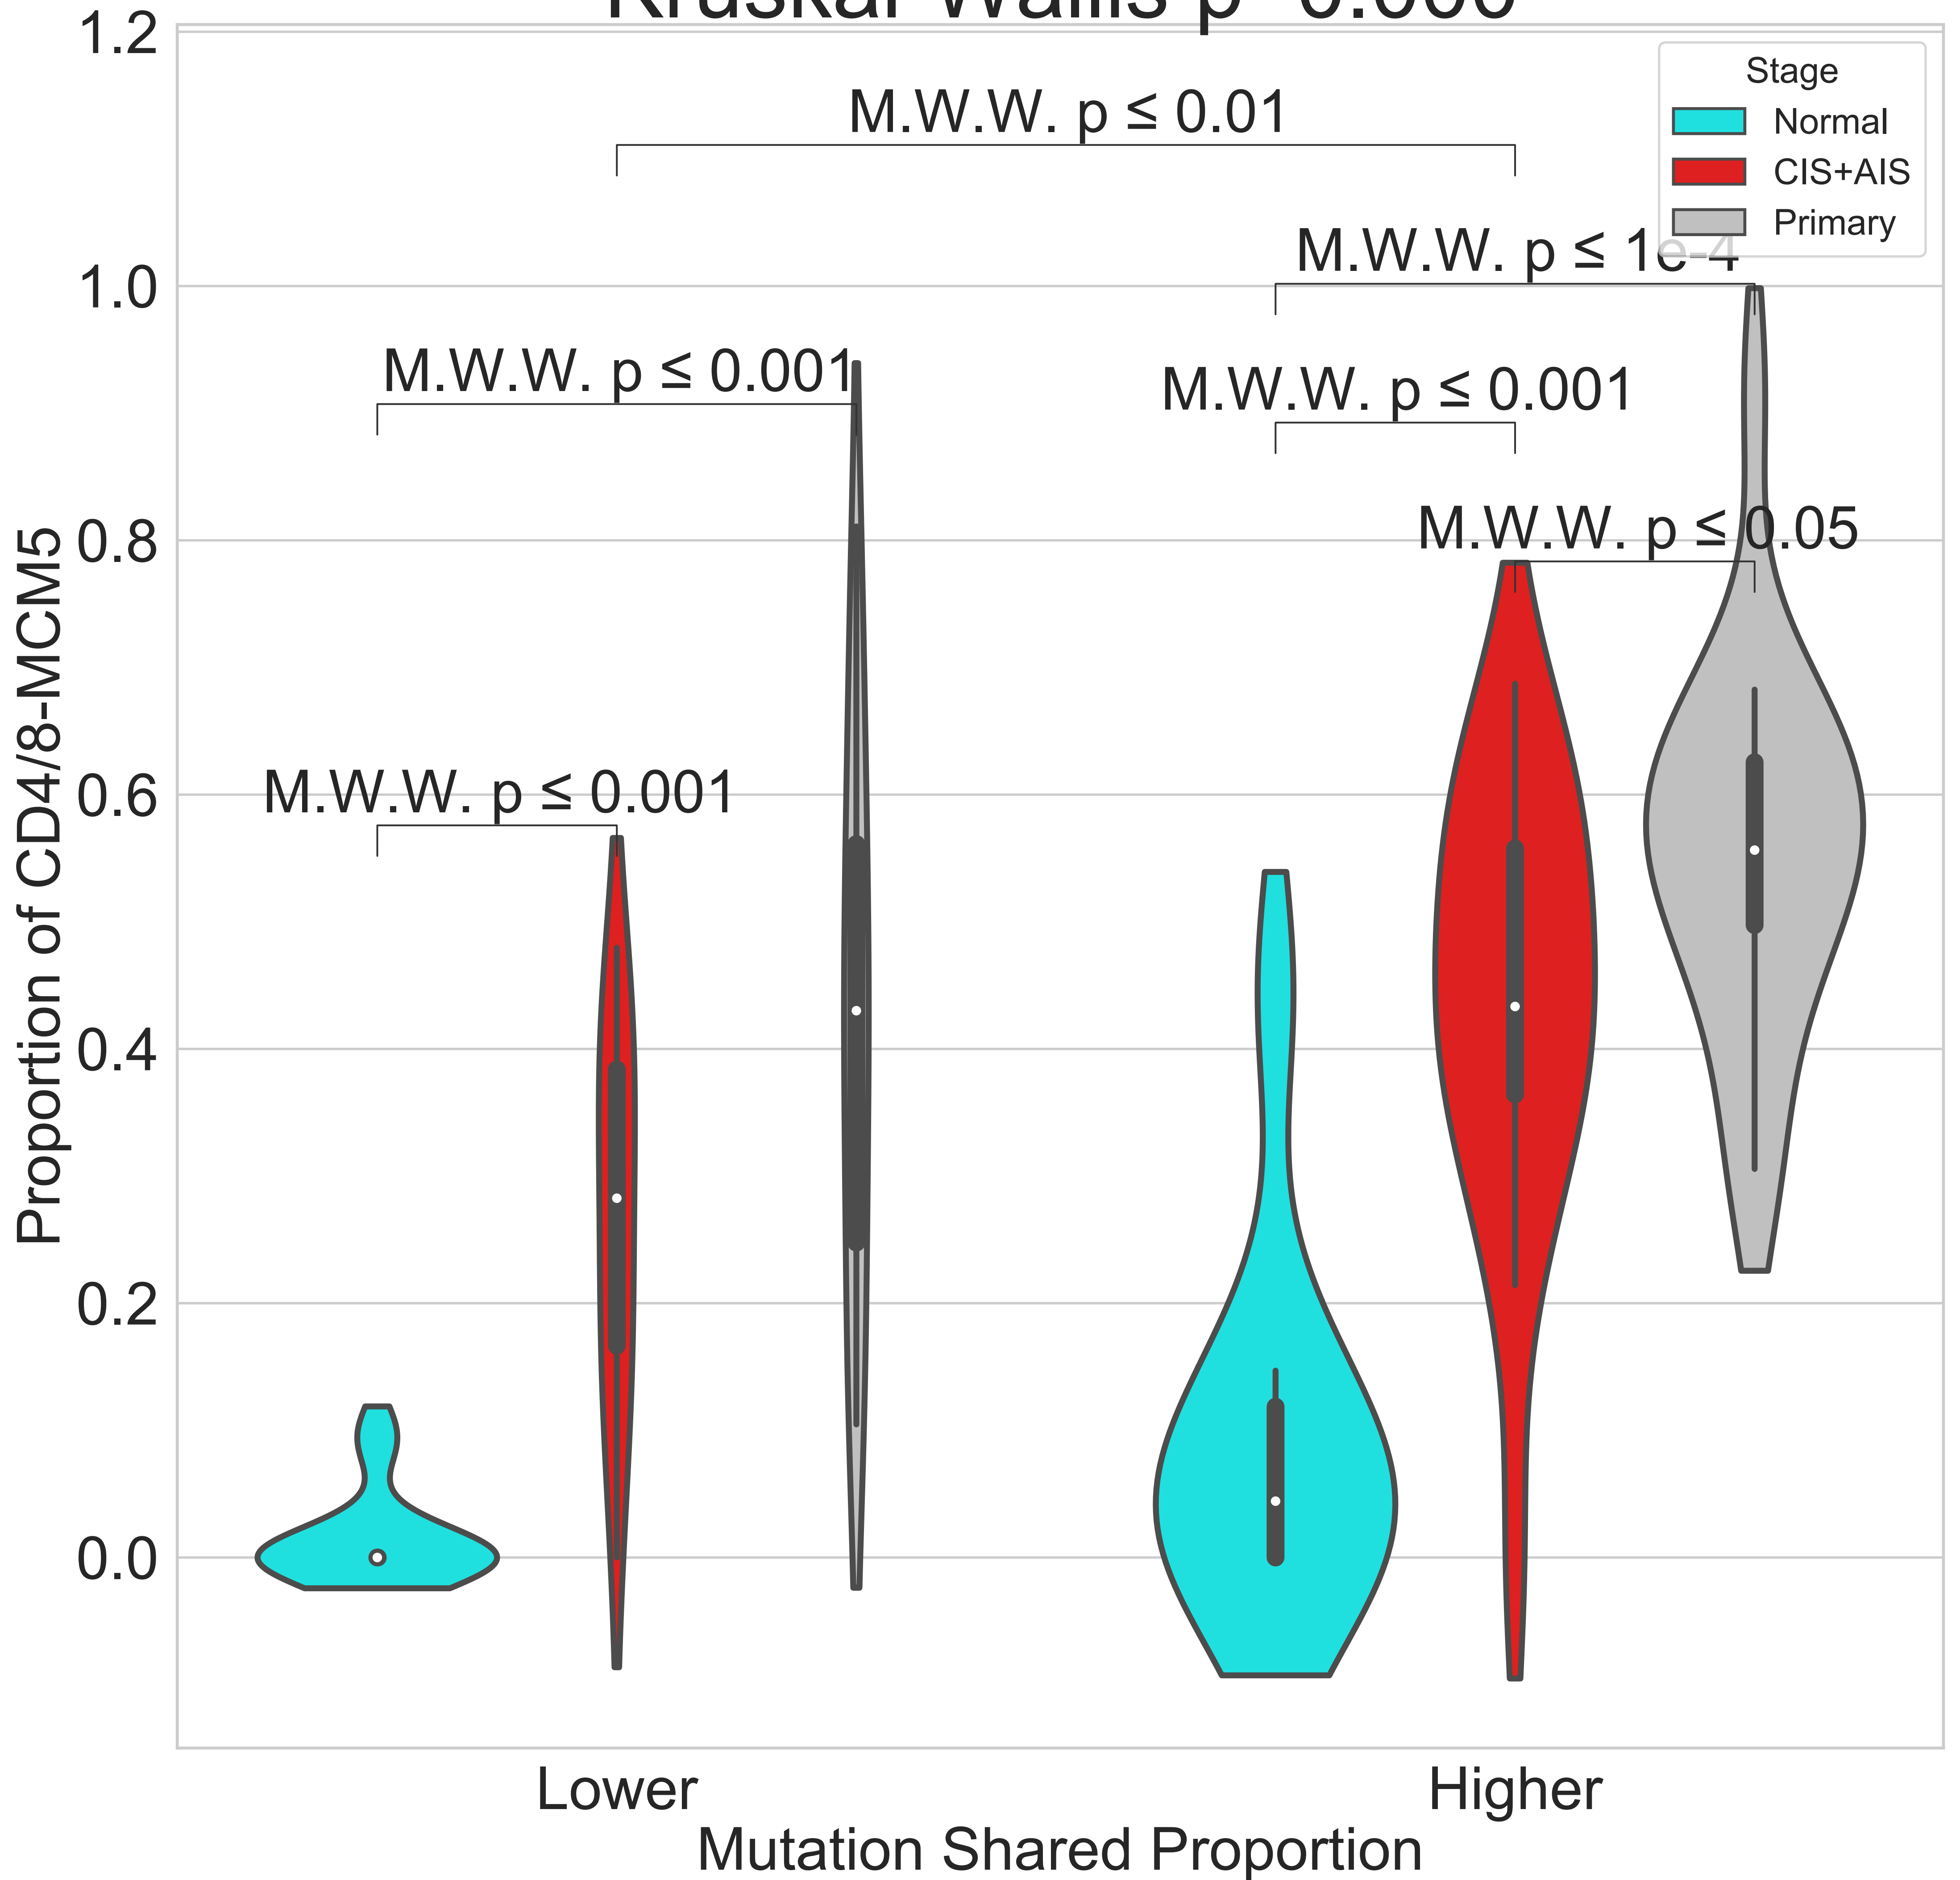 Kruskal Wallis p
1.2
M.W.W. p ≤ 0.01
Stage
Normal
CIS+AIS
Primary
M.W.W. p ≤ 1e-4
1.0
M.W.W. p ≤ 0.001
M.W.W. p ≤ 0.001
0.8
M.W.W. p ≤ 0.05
M.W.W. p ≤ 0.001
0.6
0.4
0.2
0.0
Proportion of CD4/8-MCM5
Lower
Higher
Mutation Shared Proportion